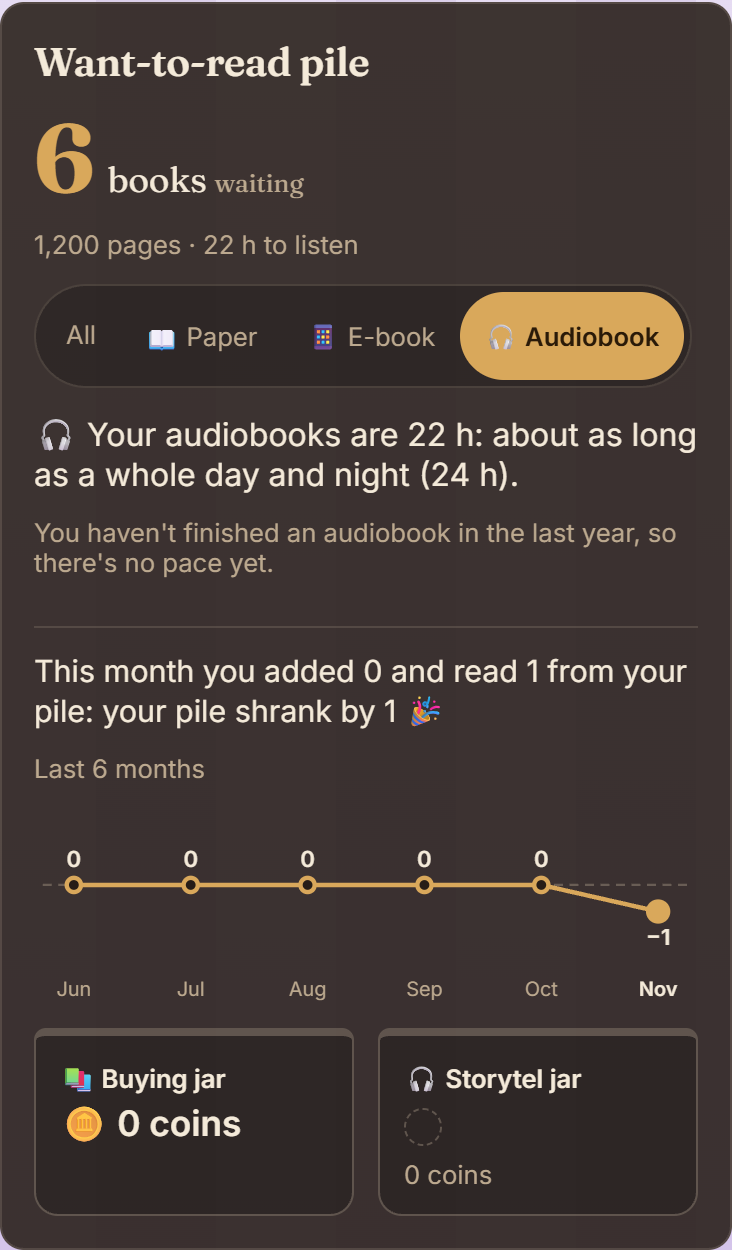 Want-to-read pile
6 books waiting
1,200 pages · 22 h to listen
All 📖 Paper 📱 E-book 🎧 Audiobook
🎧 Your audiobooks are 22 h: about as long
as a whole day and night (24 h).
You haven't finished an audiobook in the last year, so
there's no pace yet.
This month you added 0 and read 1 from your
pile: your pile shrank by 1 🎉
Last 6 months
0 0 0 0 0
−1
Jun Jul Aug Sep Oct Nov
📚 Buying jar
🪙 0 coins
🎧 Storytel jar
0 coins